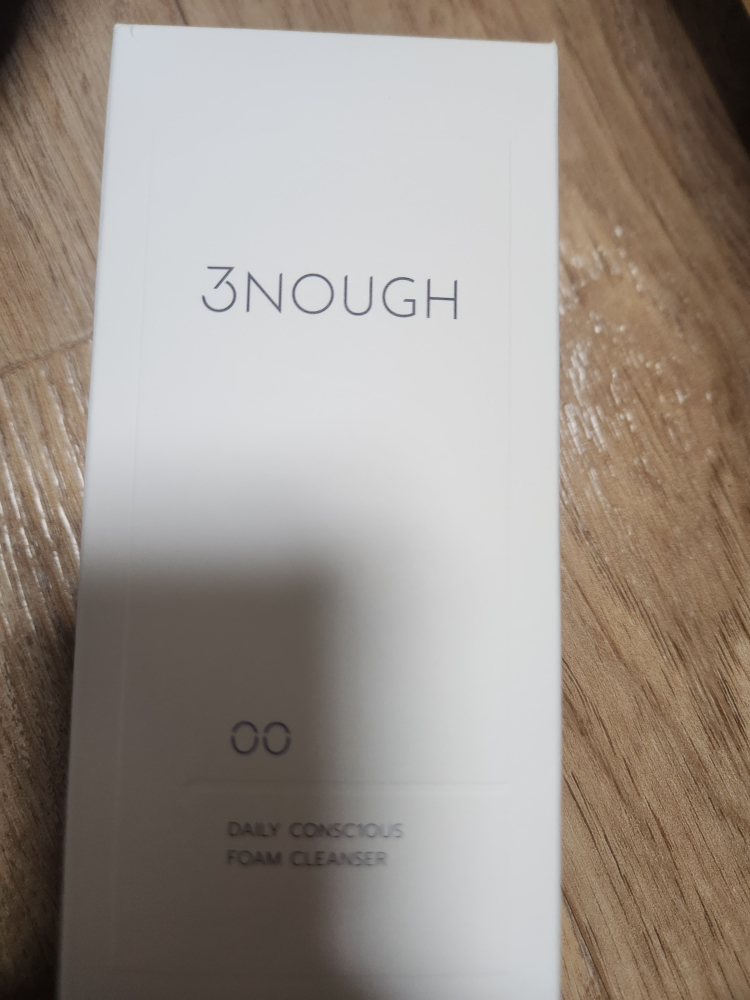 3NOUGH
00
DAILY CONSC1OUS
FOAM CLEANSER